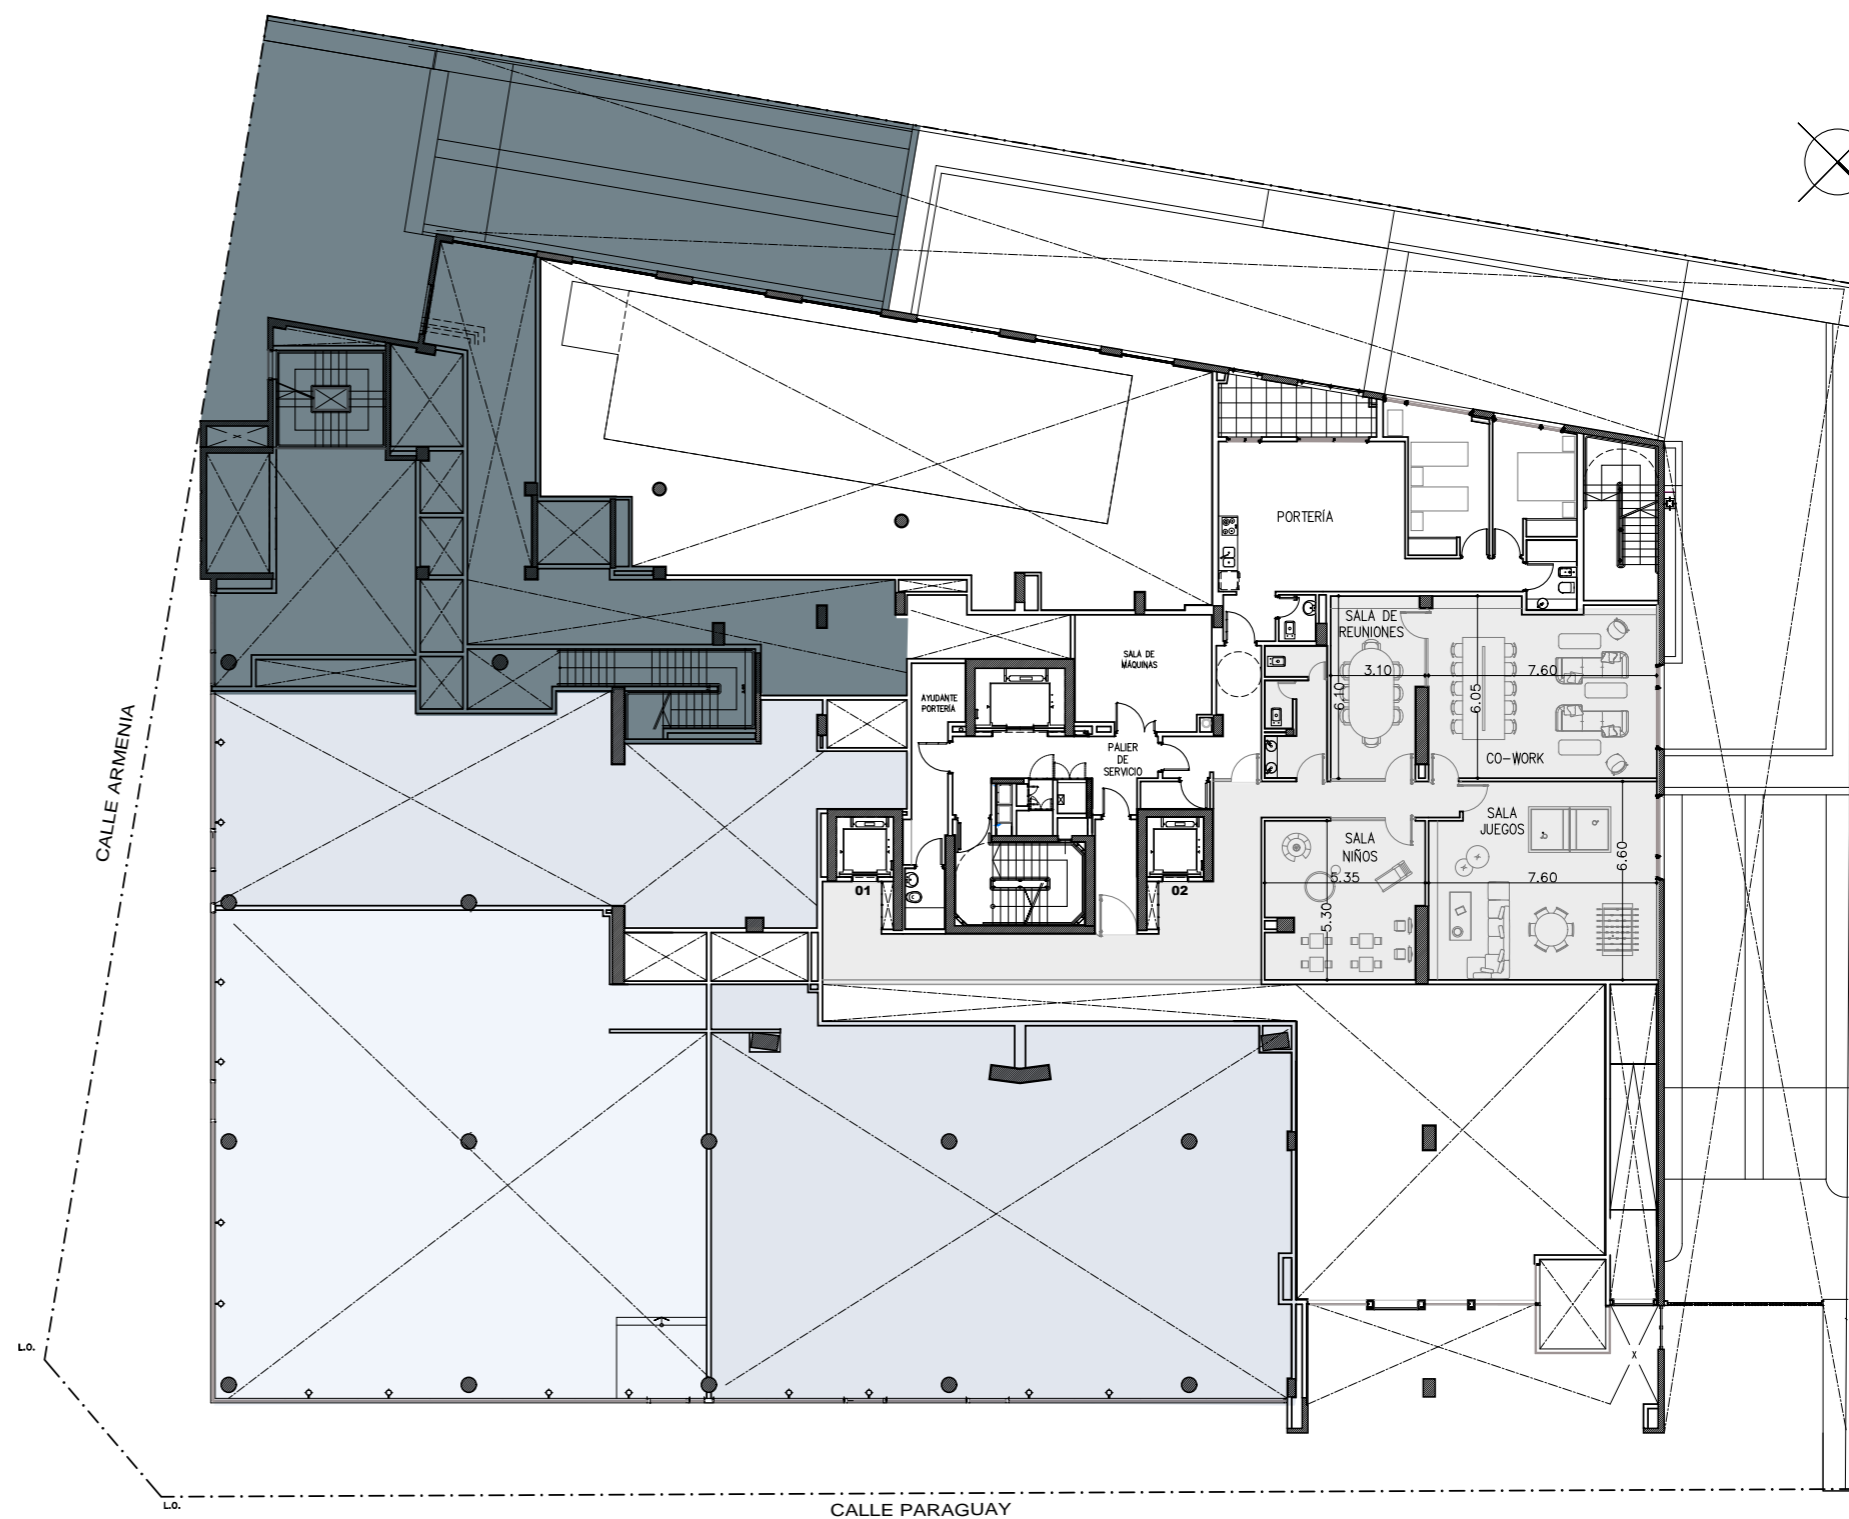 PORTERÍA
SALA DE
REUNIONES
3.10
6.10
6.05
7.60
CO-WORK
SALA DE
MÁQUINAS
AYUDANTE
PORTERÍA
PALIER
DE
SERVICIO
SALA
JUEGOS
SALA
NIÑOS
5.35
7.60
6.60
5.30
01
02
CALLE ARMENIA
L.O.
L.O.
CALLE PARAGUAY